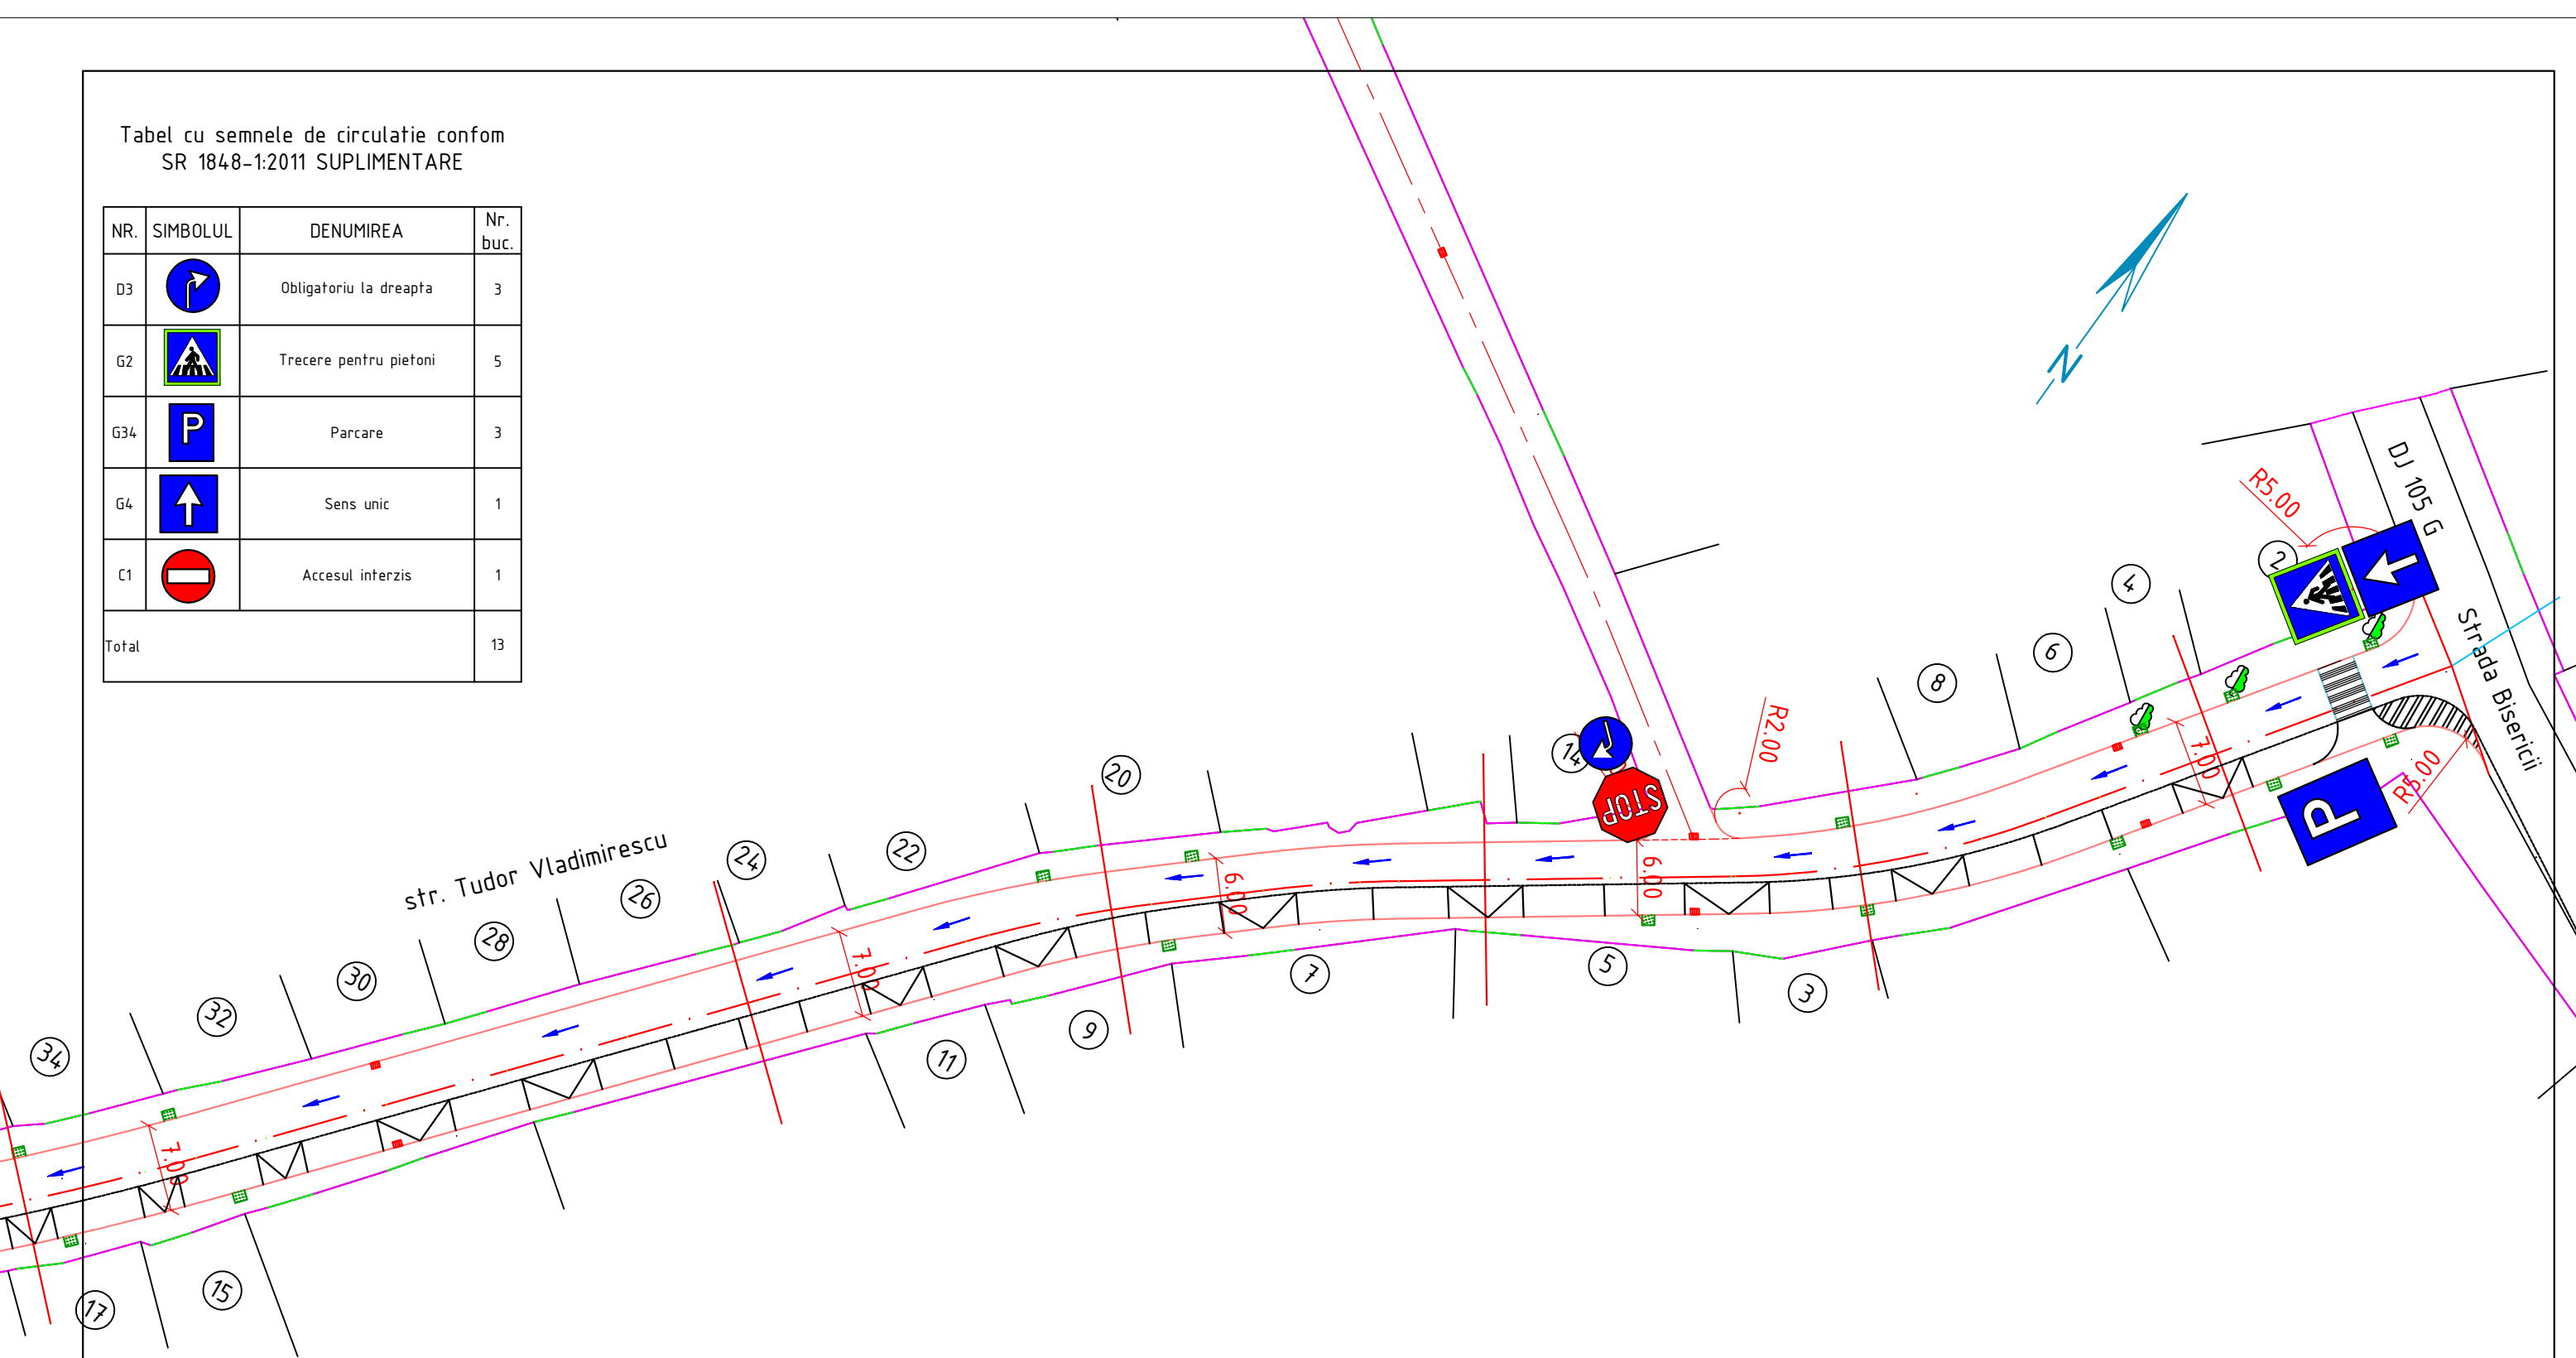 Tabel cu semnele de circulatie confom
SR 1848-1:2011 SUPLIMENTARE
NR. SIMBOLUL DENUMIREA Nr. buc.
D3 Obligatoriu la dreapta 3
G2 Trecere pentru pietoni 5
G34 P Parcare 3
G4 Sens unic 1
C1 Accesul interzis 1
Total 13
N
DJ 105 G
R5.00
2
4
Strada Bisericii
6
8
R2.00
14
STOP
7.00
R5.00
P
20
6.00
6.00
22
24
str. Tudor Vladimirescu
26
28
30
32
34
7.00
7.00
3
5
7
9
11
15
17